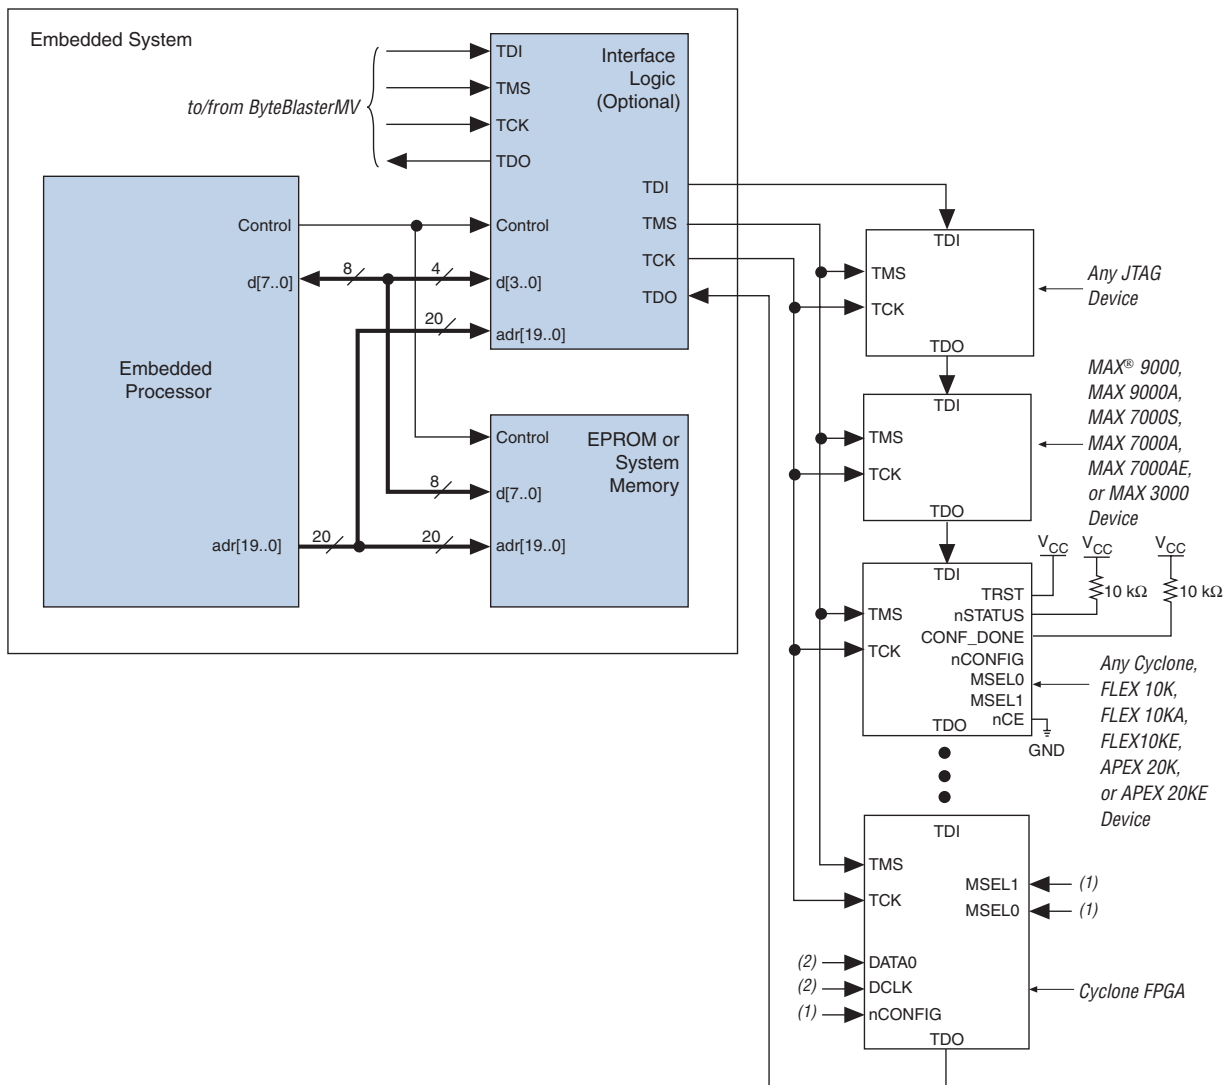 Embedded System
to/from ByteBlasterMV
TDI
TMS
TCK
TDO
Interface
Logic
(Optional)
TDI
TMS
TCK
TDO
Control
d[3..0]
adr[19..0]
Control
d[7..0]
Embedded
Processor
adr[19..0]
8
4
20
8
20
20
Control
d[7..0]
adr[19..0]
EPROM or
System
Memory
TDI
TMS
TCK
TDO
Any JTAG
Device
TDI
TMS
TCK
TDO
MAX® 9000,
MAX 9000A,
MAX 7000S,
MAX 7000A,
MAX 7000AE,
or MAX 3000
Device
VCC
VCC
VCC
10 kΩ
10 kΩ
TDI
TMS
TCK
TRST
nSTATUS
CONF_DONE
nCONFIG
MSEL0
MSEL1
nCE
TDO
GND
Any Cyclone,
FLEX 10K,
FLEX 10KA,
FLEX10KE,
APEX 20K,
or APEX 20KE
Device
TDI
TMS
TCK
MSEL1
(1)
MSEL0
(1)
(2)
DATA0
(2)
DCLK
(1)
nCONFIG
TDO
Cyclone FPGA